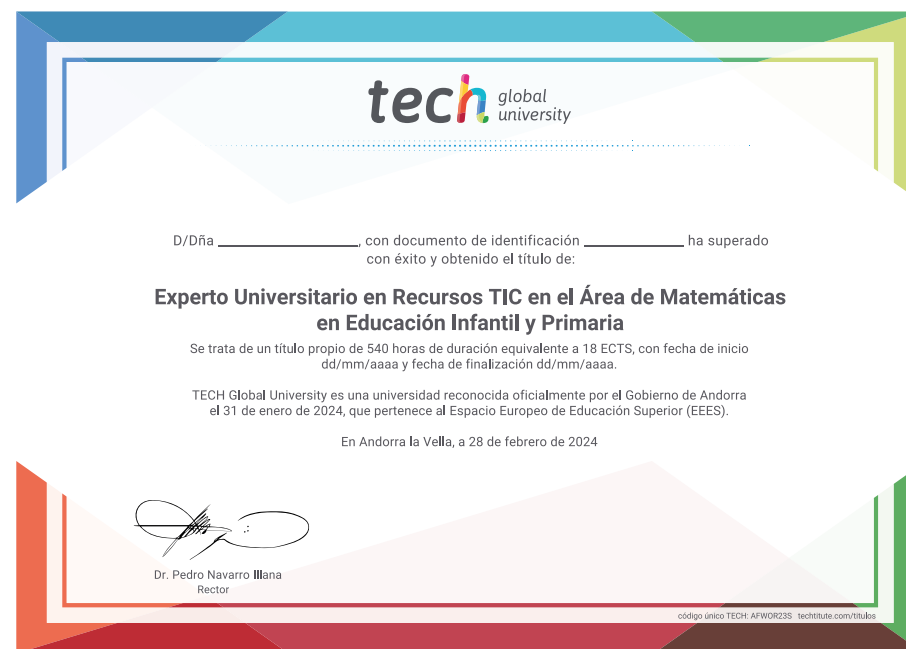 tech global university
D/Dña ______________, con documento de identificación __________ ha superado
con éxito y obtenido el título de:
Experto Universitario en Recursos TIC en el Área de Matemáticas
en Educación Infantil y Primaria
Se trata de un título propio de 540 horas de duración equivalente a 18 ECTS, con fecha de inicio
dd/mm/aaaa y fecha de finalización dd/mm/aaaa.
TECH Global University es una universidad reconocida oficialmente por el Gobierno de Andorra
el 31 de enero de 2024, que pertenece al Espacio Europeo de Educación Superior (EEES).
En Andorra la Vella, a 28 de febrero de 2024
Dr. Pedro Navarro Illana
Rector
código único TECH: AFWOR23S techtitute.com/titulos